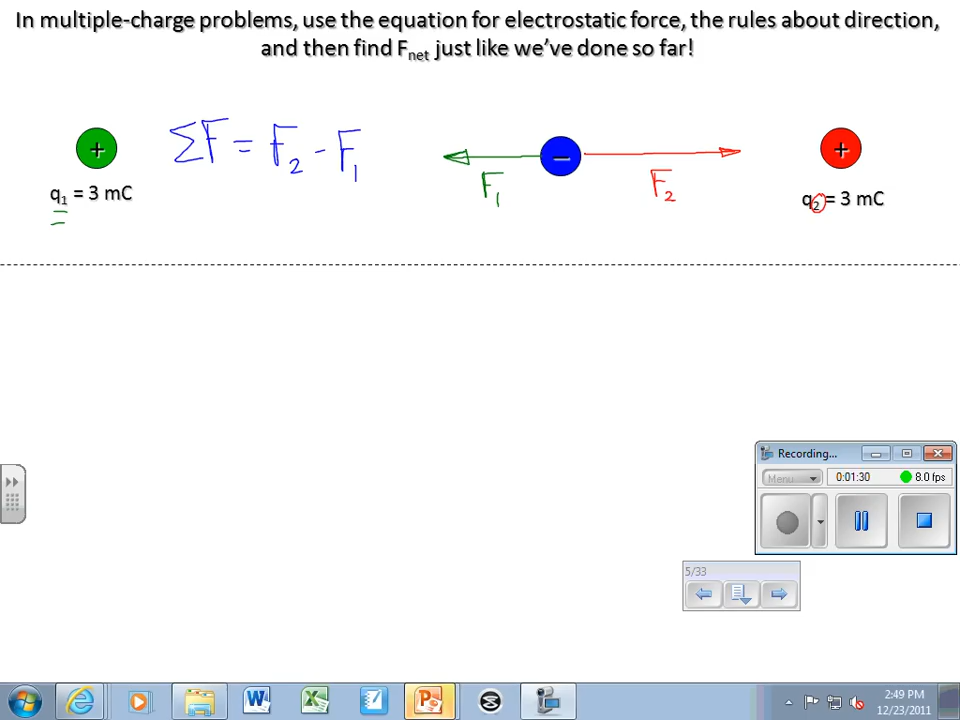 In multiple-charge problems, use the equation for electrostatic force, the rules about direction,
and then find Fnet just like we've done so far!
+
ΣF = F2 - F1
–
+
F1
F2
q1 = 3 mC
q2 = 3 mC
Recording...
Menu
0:01:30
8.0 fps
5/33
2:49 PM
12/23/2011